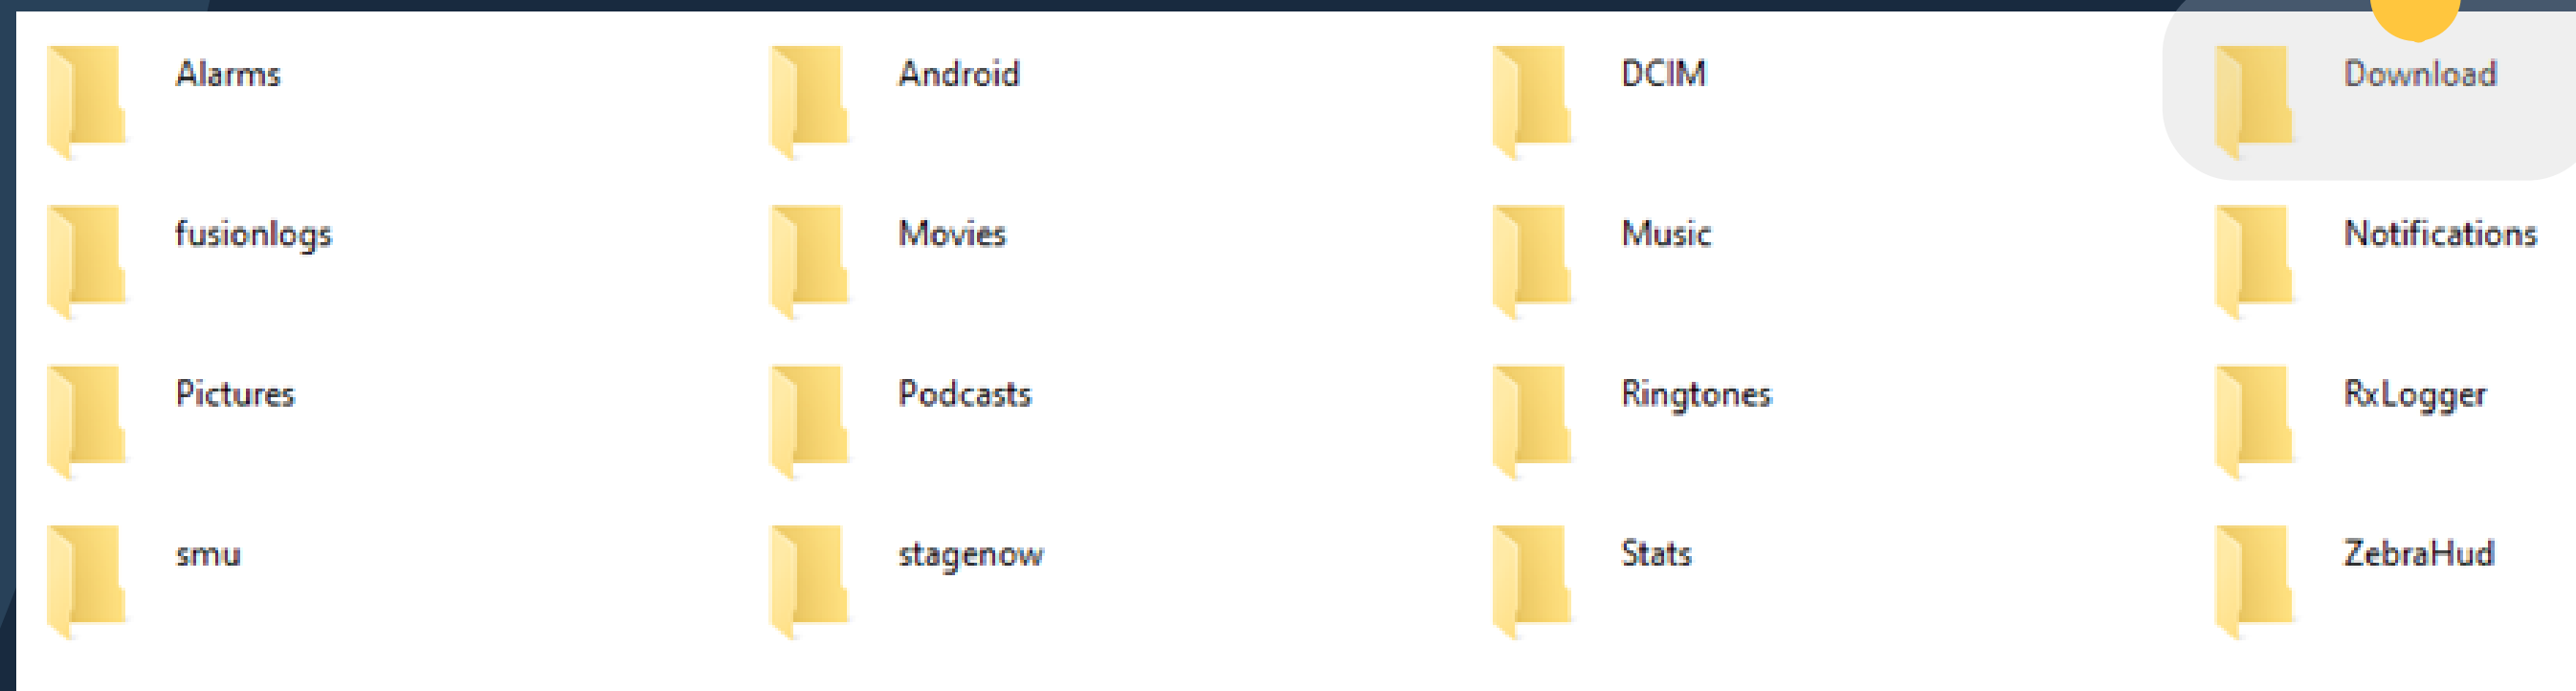 Alarms
Android
DCIM
Download
fusionlogs
Movies
Music
Notifications
Pictures
Podcasts
Ringtones
RxLogger
smu
stagenow
Stats
ZebraHud